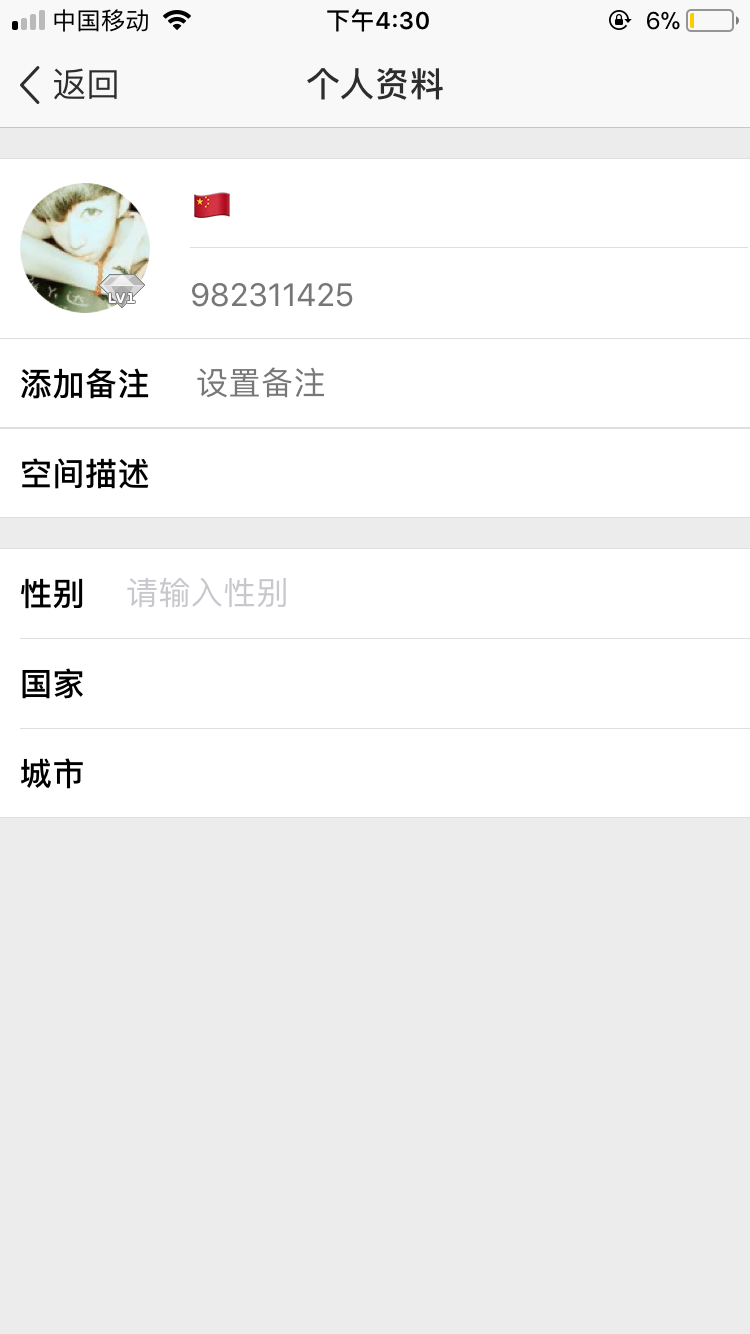 中国移动 下午4:30 6%
返回 个人资料
🇨🇳
LV1
982311425
添加备注 设置备注
空间描述
性别 请输入性别
国家
城市